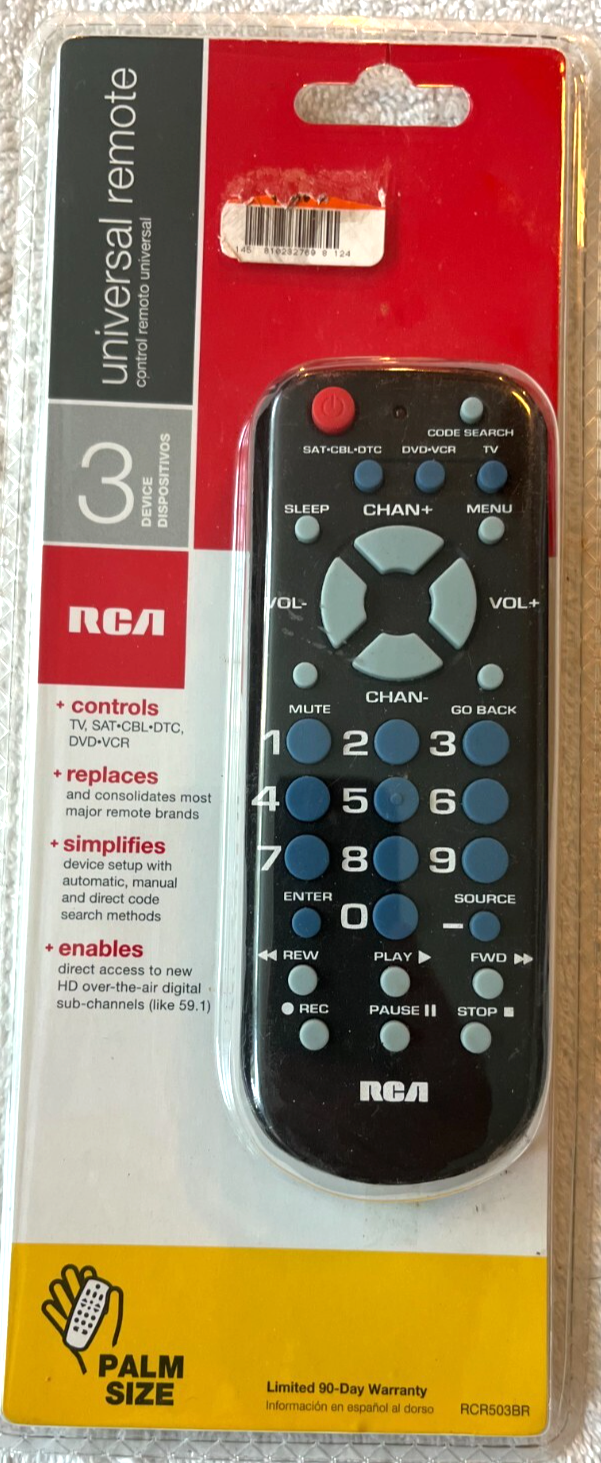 universal remote
control remoto universal
145 810232769 8 124
3
DEVICE
DISPOSITIVOS
RCA
+ controls
TV, SAT•CBL•DTC,
DVD•VCR
+ replaces
and consolidates most
major remote brands
+ simplifies
device setup with
automatic, manual
and direct code
search methods
+ enables
direct access to new
HD over-the-air digital
sub-channels (like 59.1)
CODE SEARCH
SAT•CBL•DTC DVD•VCR TV
SLEEP CHAN+ MENU
VOL- VOL+
CHAN-
MUTE GO BACK
1 2 3
4 5 6
7 8 9
ENTER SOURCE
0 –
◀◀ REW PLAY ▶ FWD ▶▶
● REC PAUSE II STOP ■
RCA
PALM
SIZE
Limited 90-Day Warranty
Información en español al dorso
RCR503BR